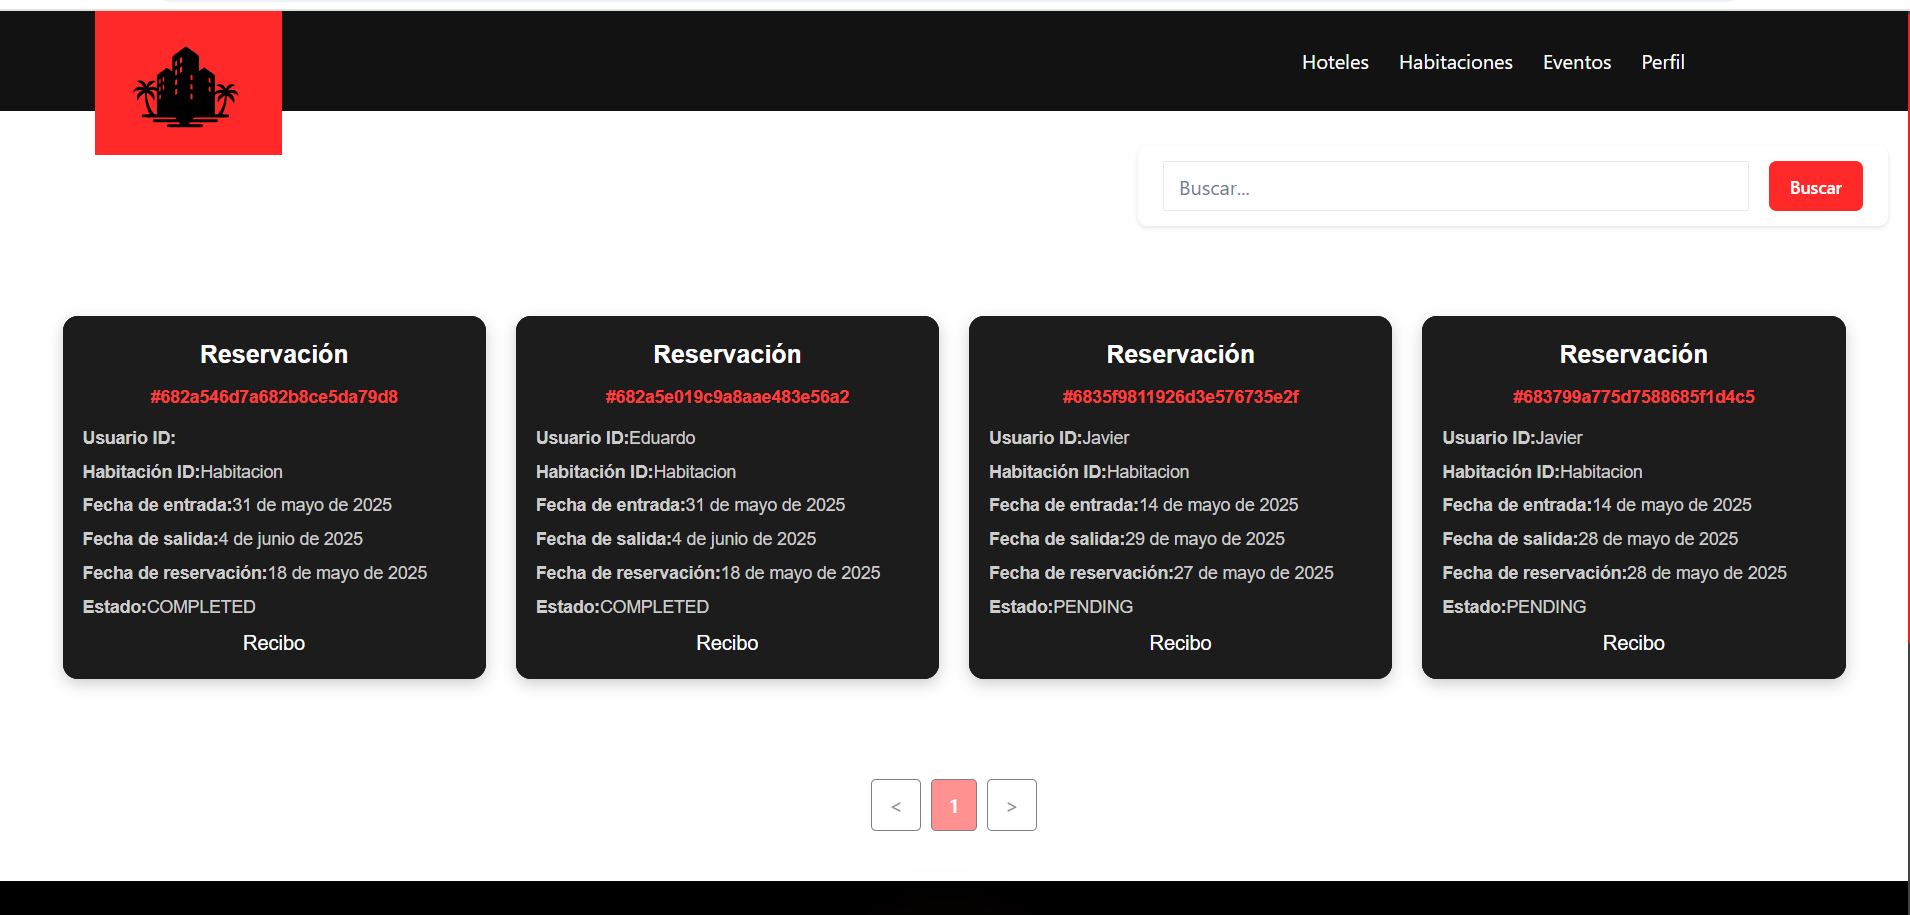 Hoteles Habitaciones Eventos Perfil
Buscar... Buscar
Reservación
#682a546d7a682b8ce5da79d8
Usuario ID:
Habitación ID:Habitacion
Fecha de entrada:31 de mayo de 2025
Fecha de salida:4 de junio de 2025
Fecha de reservación:18 de mayo de 2025
Estado:COMPLETED
Recibo
Reservación
#682a5e019c9a8aae483e56a2
Usuario ID:Eduardo
Habitación ID:Habitacion
Fecha de entrada:31 de mayo de 2025
Fecha de salida:4 de junio de 2025
Fecha de reservación:18 de mayo de 2025
Estado:COMPLETED
Recibo
Reservación
#6835f9811926d3e576735e2f
Usuario ID:Javier
Habitación ID:Habitacion
Fecha de entrada:14 de mayo de 2025
Fecha de salida:29 de mayo de 2025
Fecha de reservación:27 de mayo de 2025
Estado:PENDING
Recibo
Reservación
#683799a775d7588685f1d4c5
Usuario ID:Javier
Habitación ID:Habitacion
Fecha de entrada:14 de mayo de 2025
Fecha de salida:28 de mayo de 2025
Fecha de reservación:28 de mayo de 2025
Estado:PENDING
Recibo
< 1 >